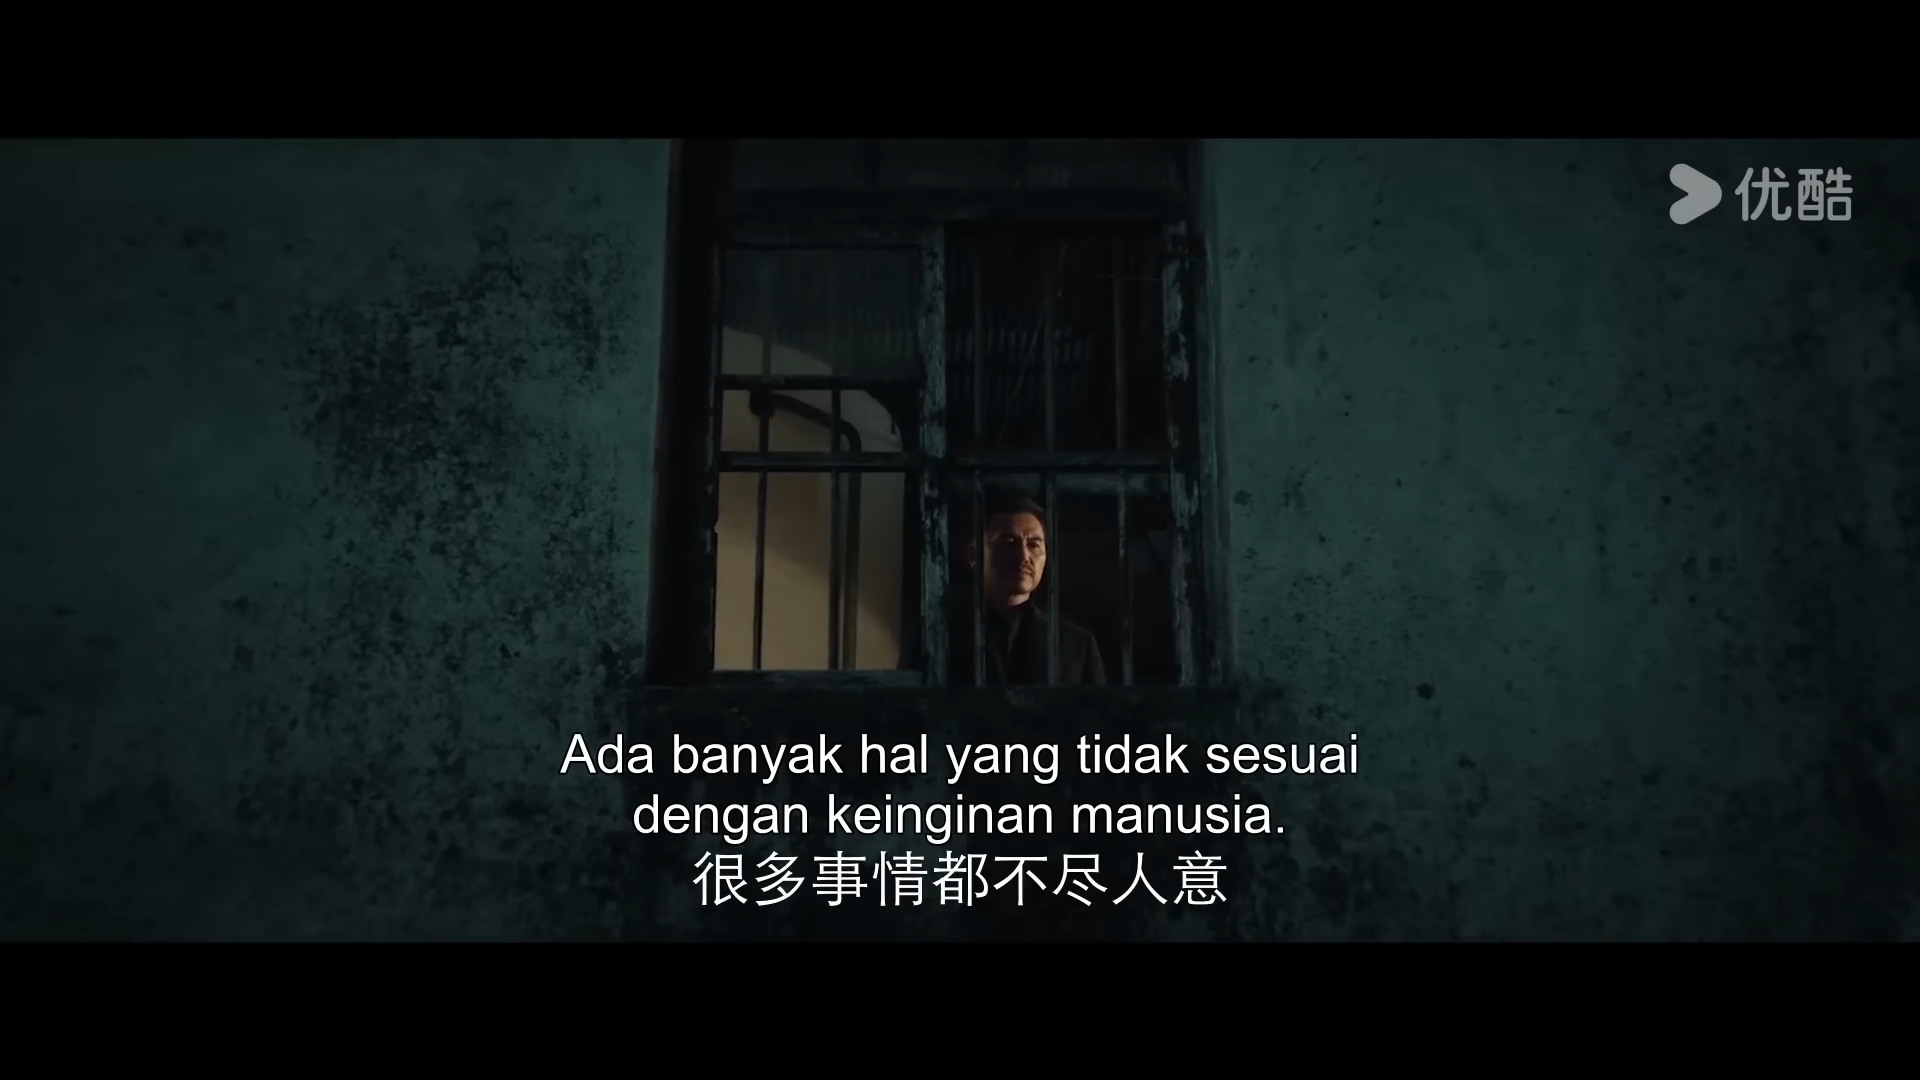 优酷
Ada banyak hal yang tidak sesuai
dengan keinginan manusia.
很多事情都不尽人意